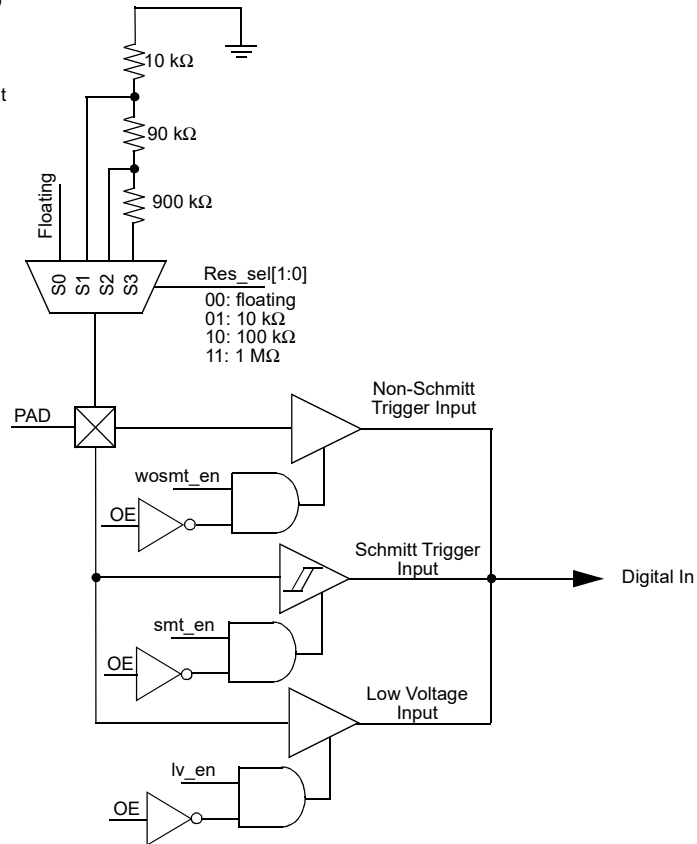 10 kΩ
t
90 kΩ
900 kΩ
Floating
S0
S1
S2
S3
Res_sel[1:0]
00: floating
01: 10 kΩ
10: 100 kΩ
11: 1 MΩ
PAD
Non-Schmitt
Trigger Input
wosmt_en
OE
Schmitt Trigger
Input
Digital In
smt_en
OE
Low Voltage
Input
lv_en
OE